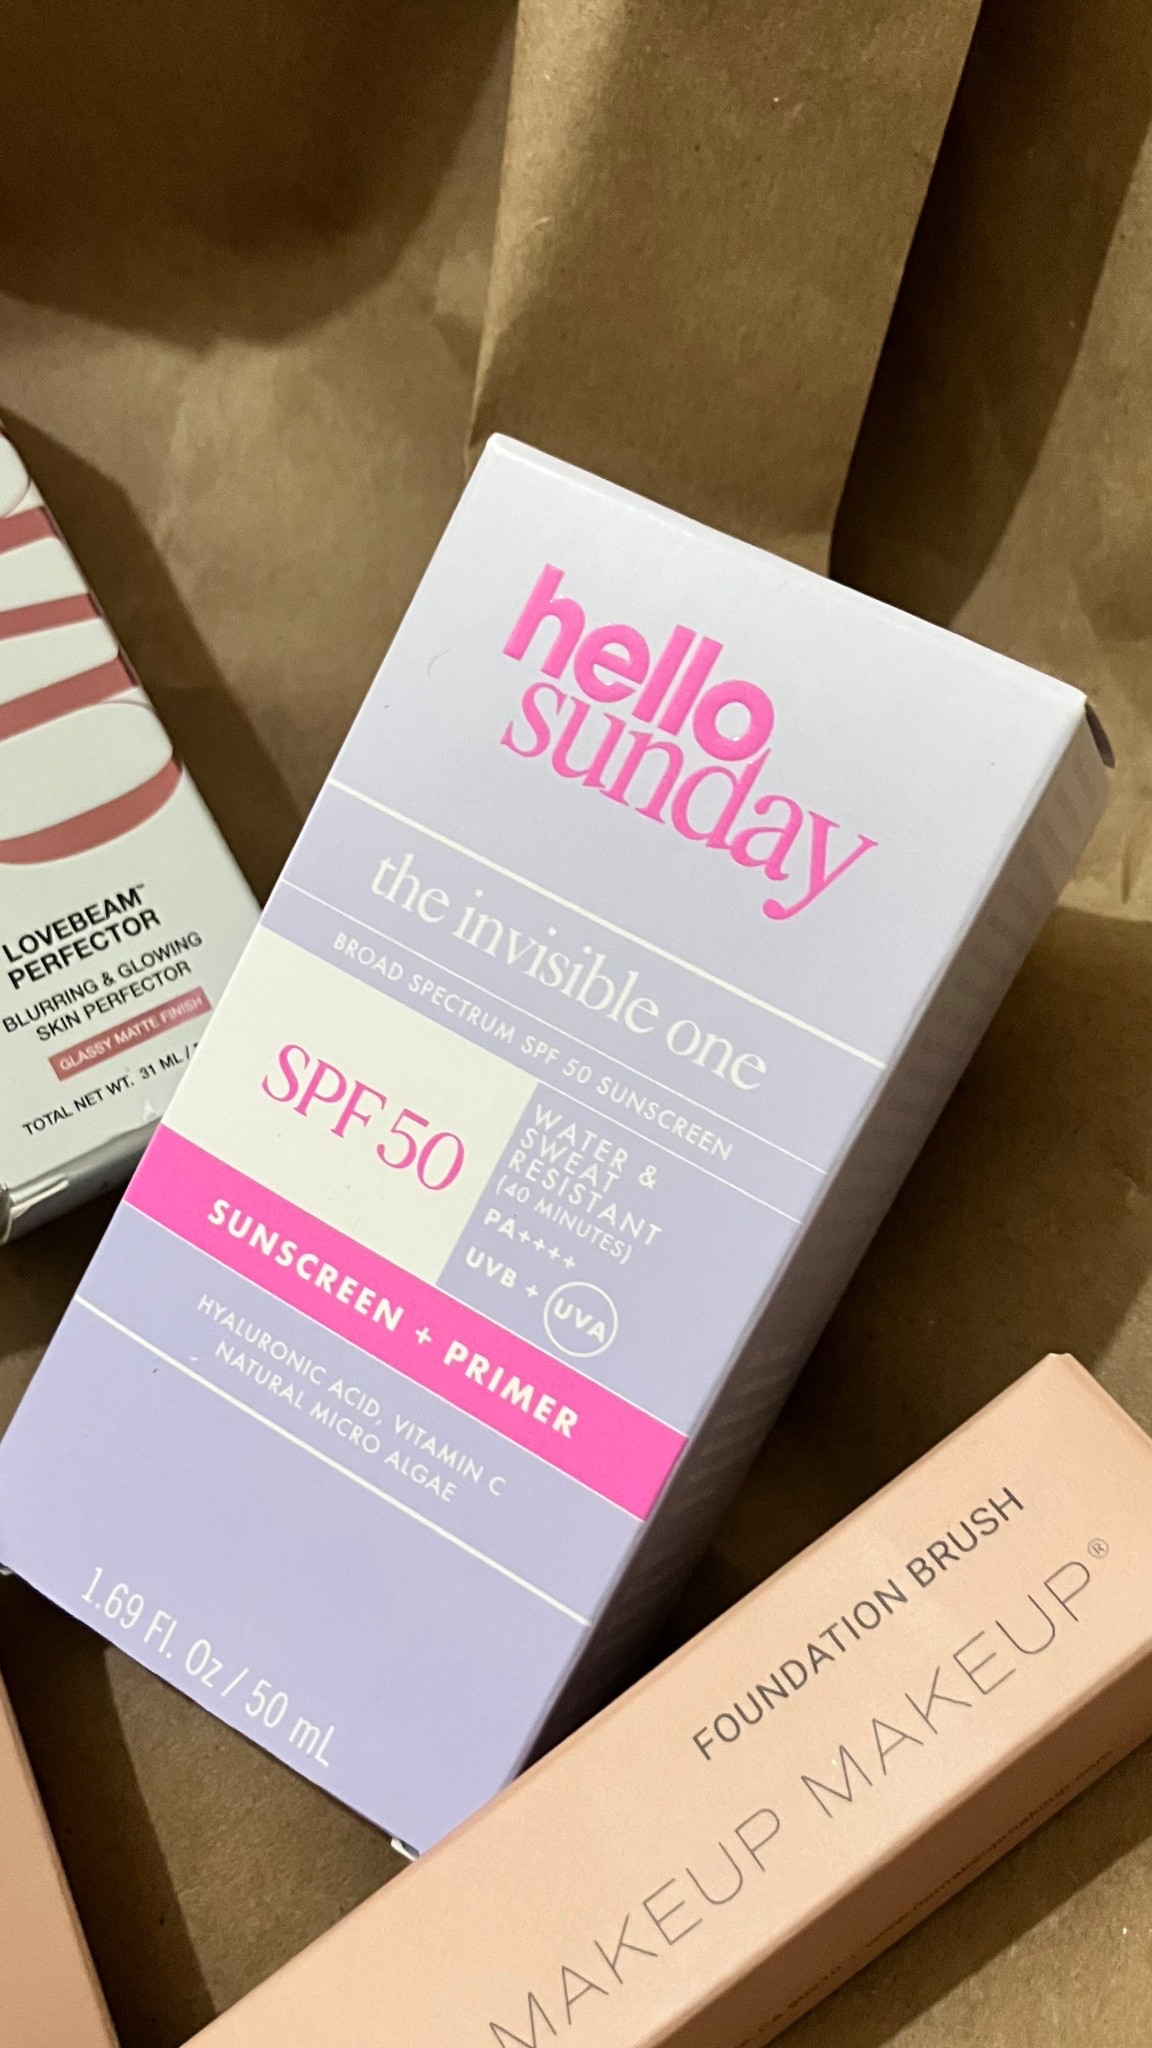 hello
sunday
the invisible one
BROAD SPECTRUM SPF 50 SUNSCREEN
SPF 50
WATER &
SWEAT
RESISTANT
(40 MINUTES)
PA++++
UVB + UVA
SUNSCREEN + PRIMER
HYALURONIC ACID, VITAMIN C
NATURAL MICRO ALGAE
1.69 Fl. Oz / 50 mL
LOVEBEAM™
PERFECTOR
BLURRING & GLOWING
SKIN PERFECTOR
GLASSY MATTE FINISH
TOTAL NET WT. 31 ML /
FOUNDATION BRUSH
MAKEUP MAKEUP®